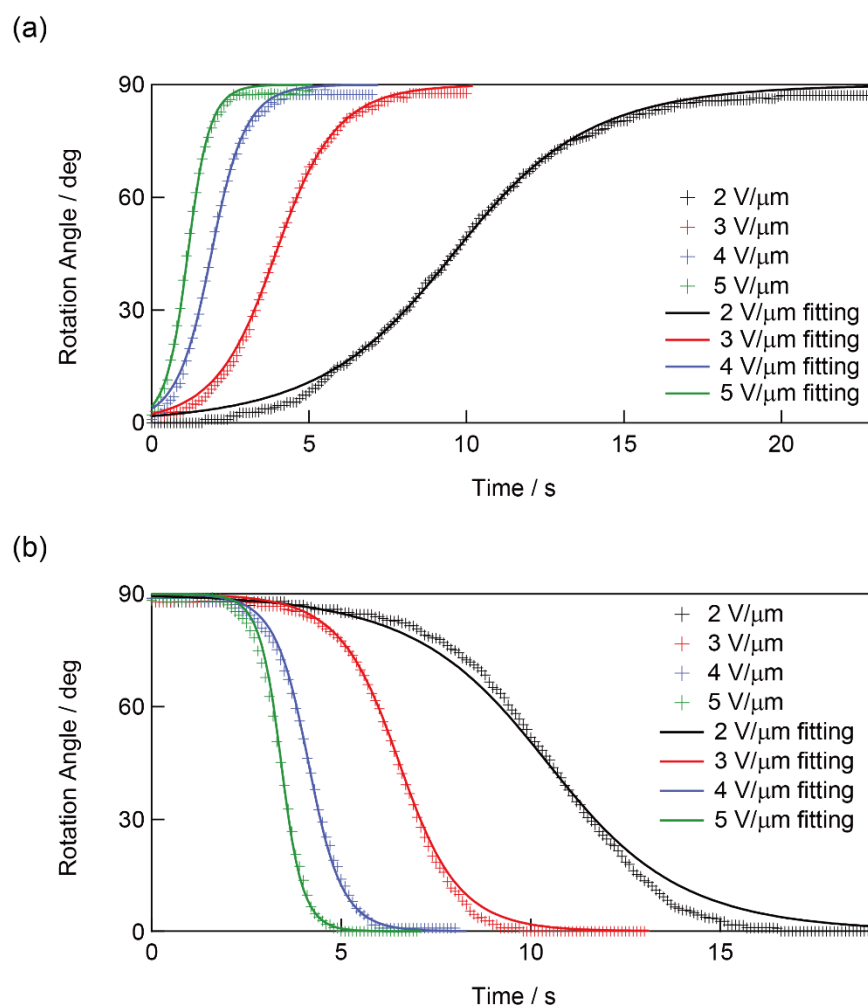 (a)
90
60
30
0
Rotation Angle / deg
2 V/μm
3 V/μm
4 V/μm
5 V/μm
2 V/μm fitting
3 V/μm fitting
4 V/μm fitting
5 V/μm fitting
0 5 10 15 20
Time / s
(b)
90
60
30
0
Rotation Angle / deg
2 V/μm
3 V/μm
4 V/μm
5 V/μm
2 V/μm fitting
3 V/μm fitting
4 V/μm fitting
5 V/μm fitting
0 5 10 15
Time / s